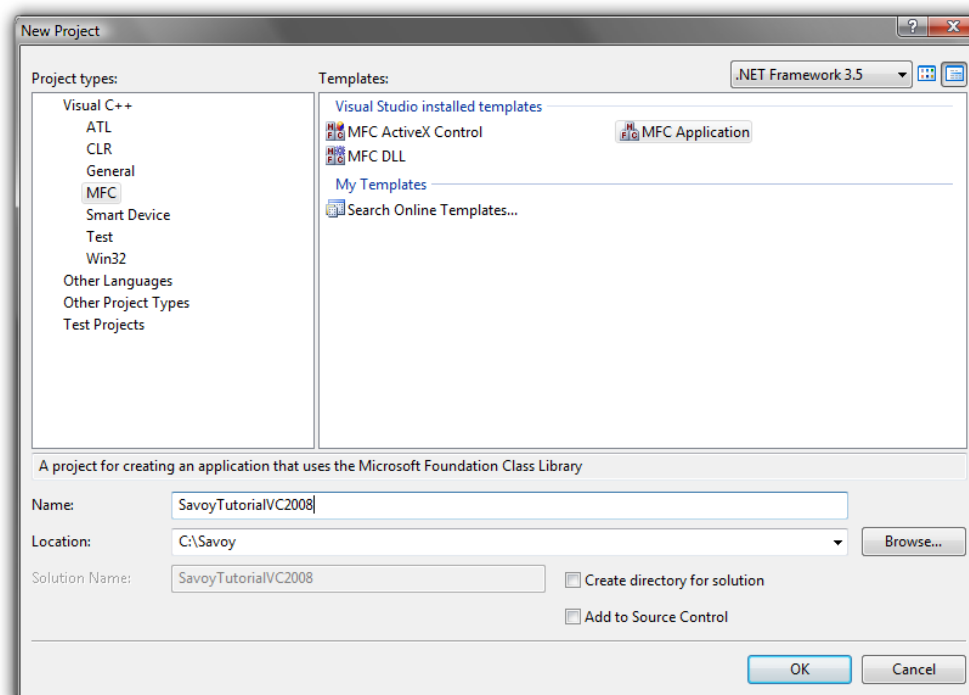 New Project
Project types:
Templates:
.NET Framework 3.5
Visual C++
ATL
CLR
General
MFC
Smart Device
Test
Win32
Other Languages
Other Project Types
Test Projects
Visual Studio installed templates
MFC ActiveX Control
MFC Application
MFC DLL
My Templates
Search Online Templates...
A project for creating an application that uses the Microsoft Foundation Class Library
Name:
SavoyTutorialVC2008
Location:
C:\Savoy
Browse...
Solution Name:
SavoyTutorialVC2008
Create directory for solution
Add to Source Control
OK
Cancel